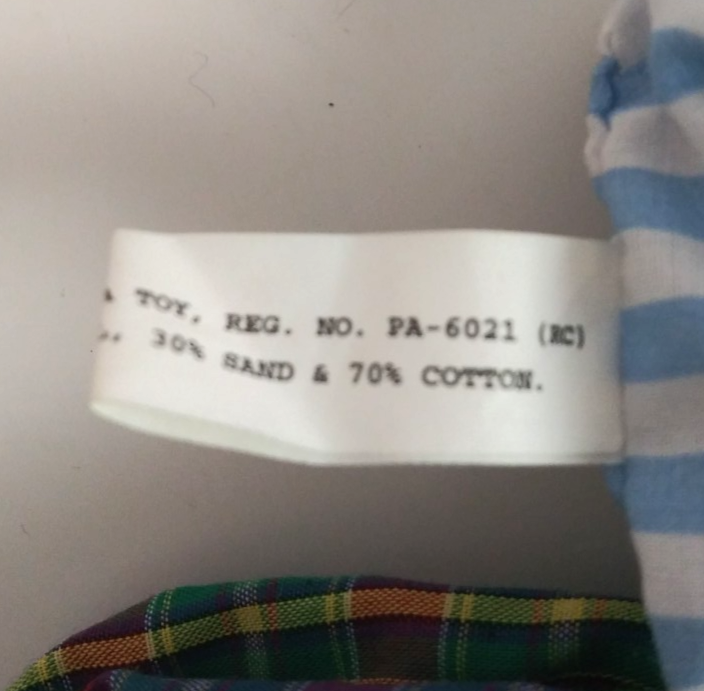 TOY, REG. NO. PA-6021 (RC)
30% SAND & 70% COTTON.